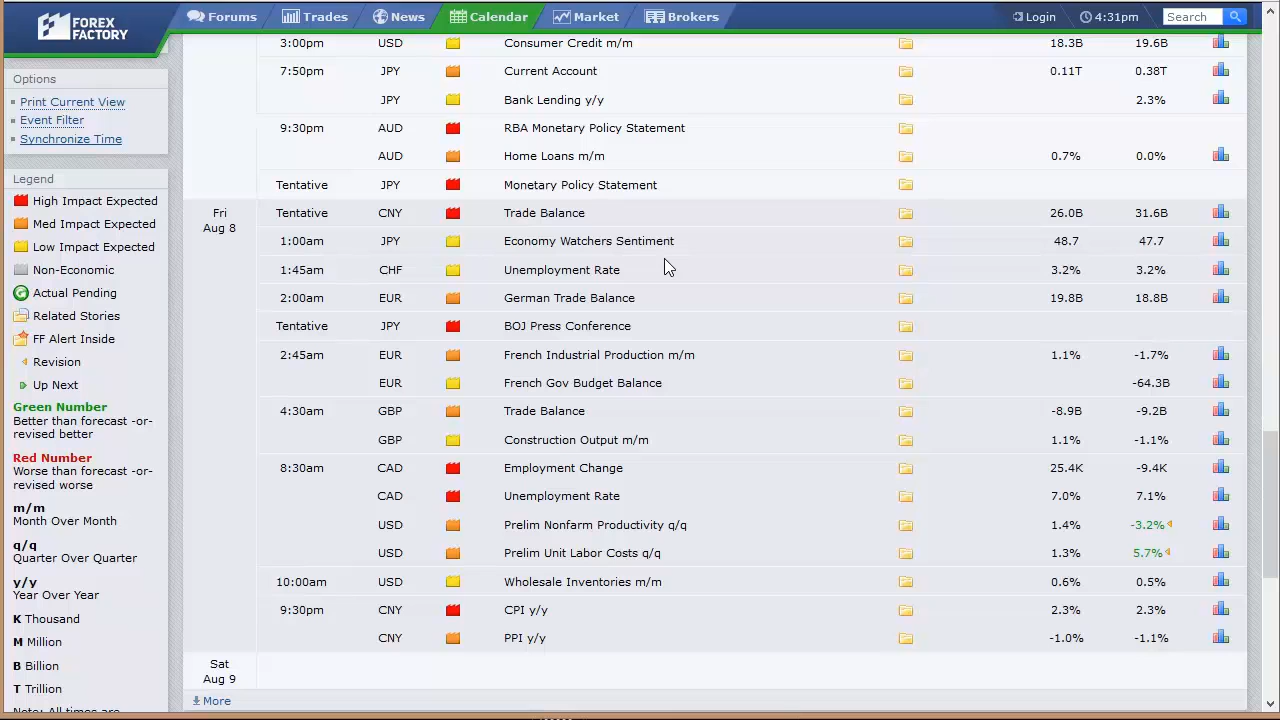 FOREX
FACTORY
Forums
Trades
News
Calendar
Market
Brokers
Login
4:31pm
Search
Options
Print Current View
Event Filter
Synchronize Time
Legend
High Impact Expected
Med Impact Expected
Low Impact Expected
Non-Economic
Actual Pending
Related Stories
FF Alert Inside
Revision
Up Next
Green Number
Better than forecast -or-
revised better
Red Number
Worse than forecast -or-
revised worse
m/m
Month Over Month
q/q
Quarter Over Quarter
y/y
Year Over Year
K Thousand
M Million
B Billion
T Trillion
Note: All times are
3:00pm USD Consumer Credit m/m 18.3B 19.6B
7:50pm JPY Current Account 0.11T 0.38T
JPY Bank Lending y/y 2.3%
9:30pm AUD RBA Monetary Policy Statement
AUD Home Loans m/m 0.7% 0.0%
Tentative JPY Monetary Policy Statement
Fri
Aug 8
Tentative CNY Trade Balance 26.0B 31.6B
1:00am JPY Economy Watchers Sentiment 48.7 47.7
1:45am CHF Unemployment Rate 3.2% 3.2%
2:00am EUR German Trade Balance 19.8B 18.8B
Tentative JPY BOJ Press Conference
2:45am EUR French Industrial Production m/m 1.1% -1.7%
EUR French Gov Budget Balance -64.3B
4:30am GBP Trade Balance -8.9B -9.2B
GBP Construction Output m/m 1.1% -1.1%
8:30am CAD Employment Change 25.4K -9.4K
CAD Unemployment Rate 7.0% 7.1%
USD Prelim Nonfarm Productivity q/q 1.4% -3.2%
USD Prelim Unit Labor Costs q/q 1.3% 5.7%
10:00am USD Wholesale Inventories m/m 0.6% 0.5%
9:30pm CNY CPI y/y 2.3% 2.3%
CNY PPI y/y -1.0% -1.1%
Sat
Aug 9
More